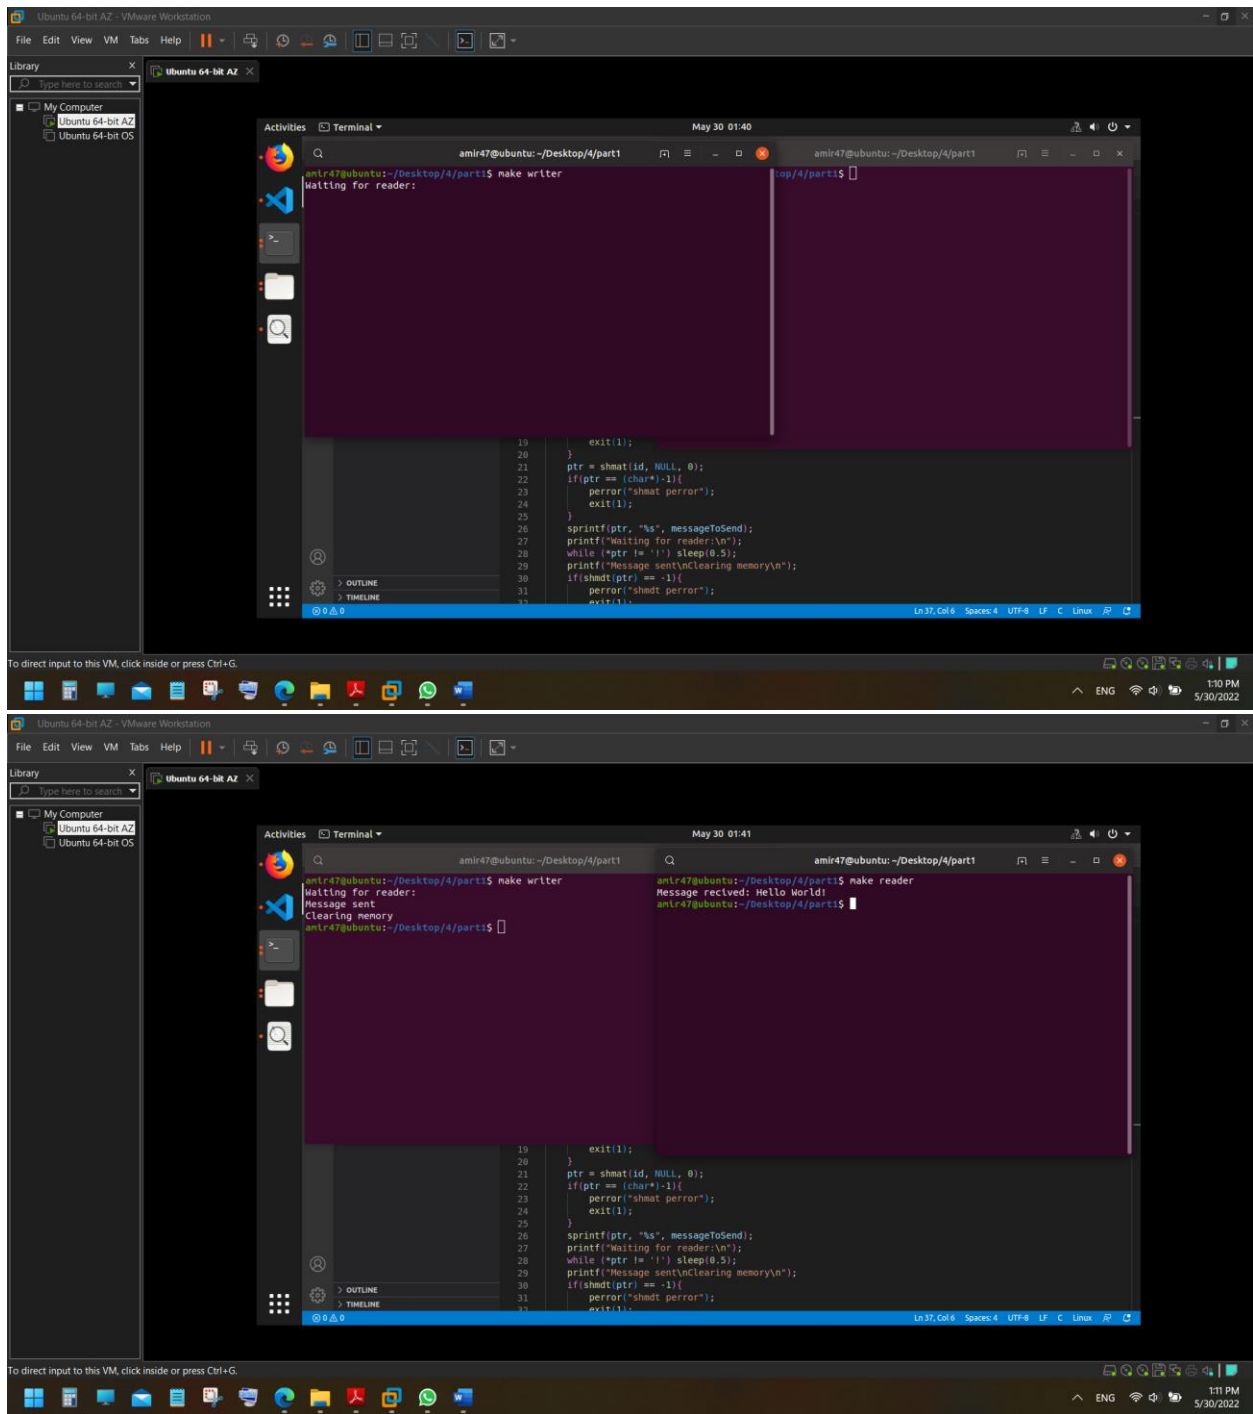 Ubuntu 64-bit AZ - VMware Workstation
File Edit View VM Tabs Help
Library X
Ubuntu 64-bit AZ
Type here to search
My Computer
Ubuntu 64-bit AZ
Ubuntu 64-bit OS
Activities Terminal May 30 01:40
amir47@ubuntu: ~/Desktop/4/part1
amir47@ubuntu: ~/Desktop/4/part1
amir47@ubuntu:~/Desktop/4/part1$ make writer
top/4/part1$
Waiting for reader:
19 exit(1);
20 }
21 ptr = shmat(id, NULL, 0);
22 if(ptr == (char*)-1){
23 perror("shmat perror");
24 exit(1);
25 }
26 sprintf(ptr, "%s", messageToSend);
27 printf("Waiting for reader:\n");
28 while (*ptr != '!') sleep(0.5);
29 printf("Message sent\nClearing memory\n");
30 if(shmdt(ptr) == -1){
31 perror("shmdt perror");
32 exit(1);
> OUTLINE
> TIMELINE
0 0 Ln 37, Col 6 Spaces: 4 UTF-8 LF C Linux
To direct input to this VM, click inside or press Ctrl+G.
ENG 1:10 PM
5/30/2022
Ubuntu 64-bit AZ - VMware Workstation
File Edit View VM Tabs Help
Library X
Ubuntu 64-bit AZ
Type here to search
My Computer
Ubuntu 64-bit AZ
Ubuntu 64-bit OS
Activities Terminal May 30 01:41
amir47@ubuntu: ~/Desktop/4/part1
amir47@ubuntu: ~/Desktop/4/part1
amir47@ubuntu:~/Desktop/4/part1$ make writer
Waiting for reader:
Message sent
Clearing memory
amir47@ubuntu:~/Desktop/4/part1$
amir47@ubuntu:~/Desktop/4/part1$ make reader
Message recived: Hello World!
amir47@ubuntu:~/Desktop/4/part1$
19 exit(1);
20 }
21 ptr = shmat(id, NULL, 0);
22 if(ptr == (char*)-1){
23 perror("shmat perror");
24 exit(1);
25 }
26 sprintf(ptr, "%s", messageToSend);
27 printf("Waiting for reader:\n");
28 while (*ptr != '!') sleep(0.5);
29 printf("Message sent\nClearing memory\n");
30 if(shmdt(ptr) == -1){
31 perror("shmdt perror");
32 exit(1);
> OUTLINE
> TIMELINE
0 0 Ln 37, Col 6 Spaces: 4 UTF-8 LF C Linux
To direct input to this VM, click inside or press Ctrl+G.
ENG 1:11 PM
5/30/2022